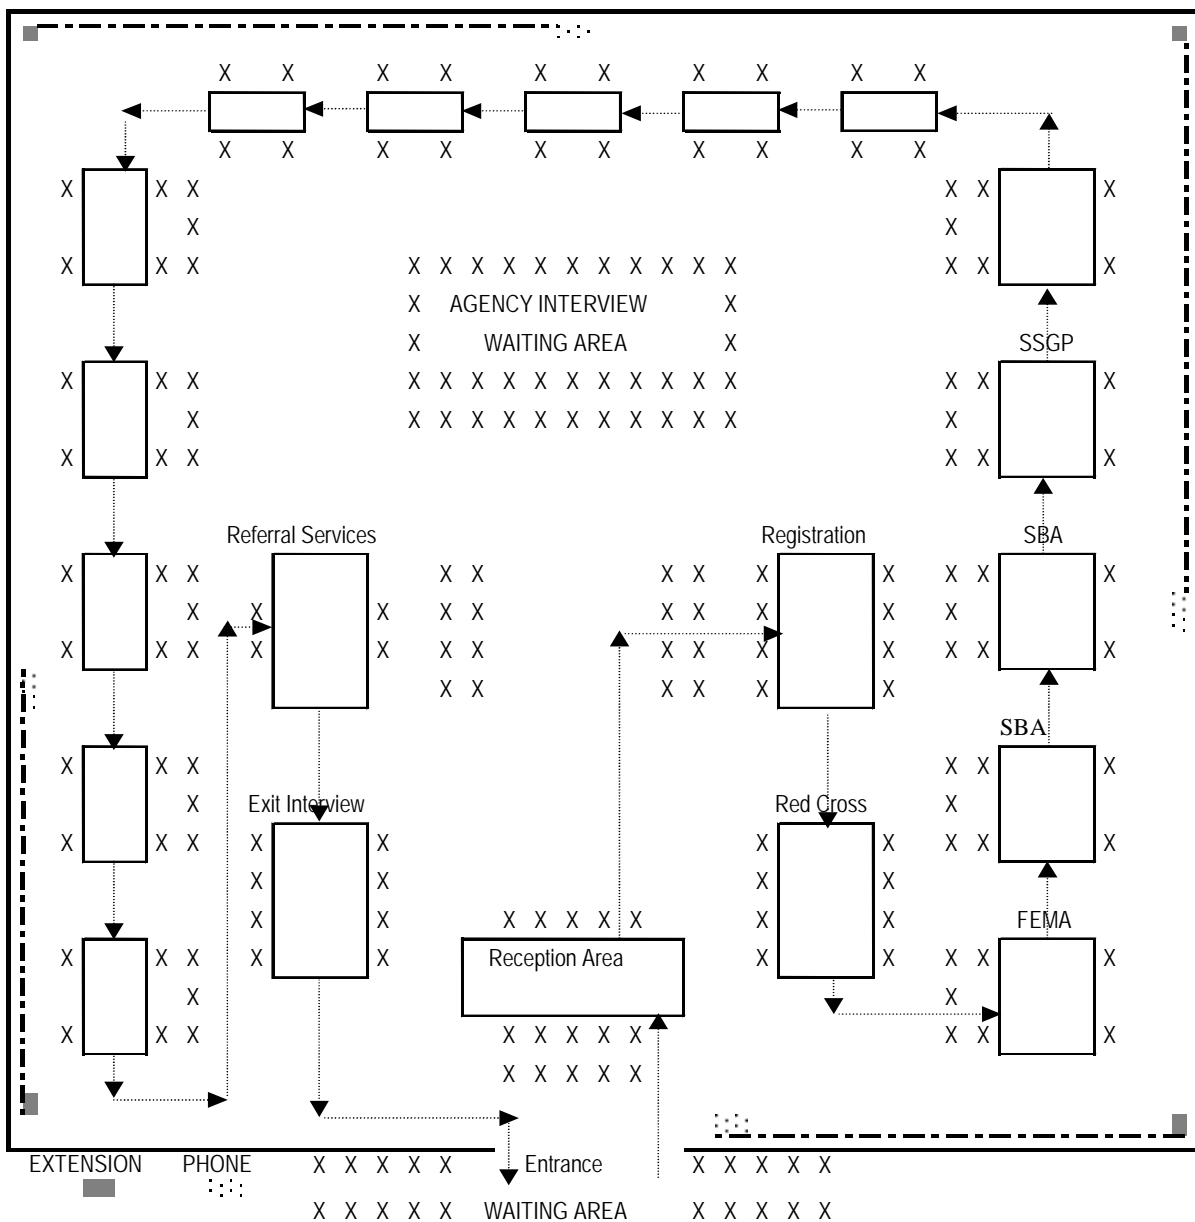 X X X X X X X X X X
X X X X X X X X X X
X X X X X X
X X
X X X X X X X X X X X X X X X X X
X AGENCY INTERVIEW X
X WAITING AREA X SSGP
X X X X X X X X X X X X X X X X X
X X X X X X X X X X X X X
X X X X X X
Referral Services Registration SBA
X X X X X X X X X X X X
X X X X X X X X X X
X X X X X X X X X X X X X X
X X X X X X
SBA
X X X X X X
X Exit Interview Red Cross X
X X X X X X X X X X
X X X X
X X X X X X X X X FEMA
X X X X X Reception Area X X X X X
X X
X X X X X X X X X X X
X X X X X
EXTENSION PHONE X X X X X Entrance X X X X X
X X X X X WAITING AREA X X X X X